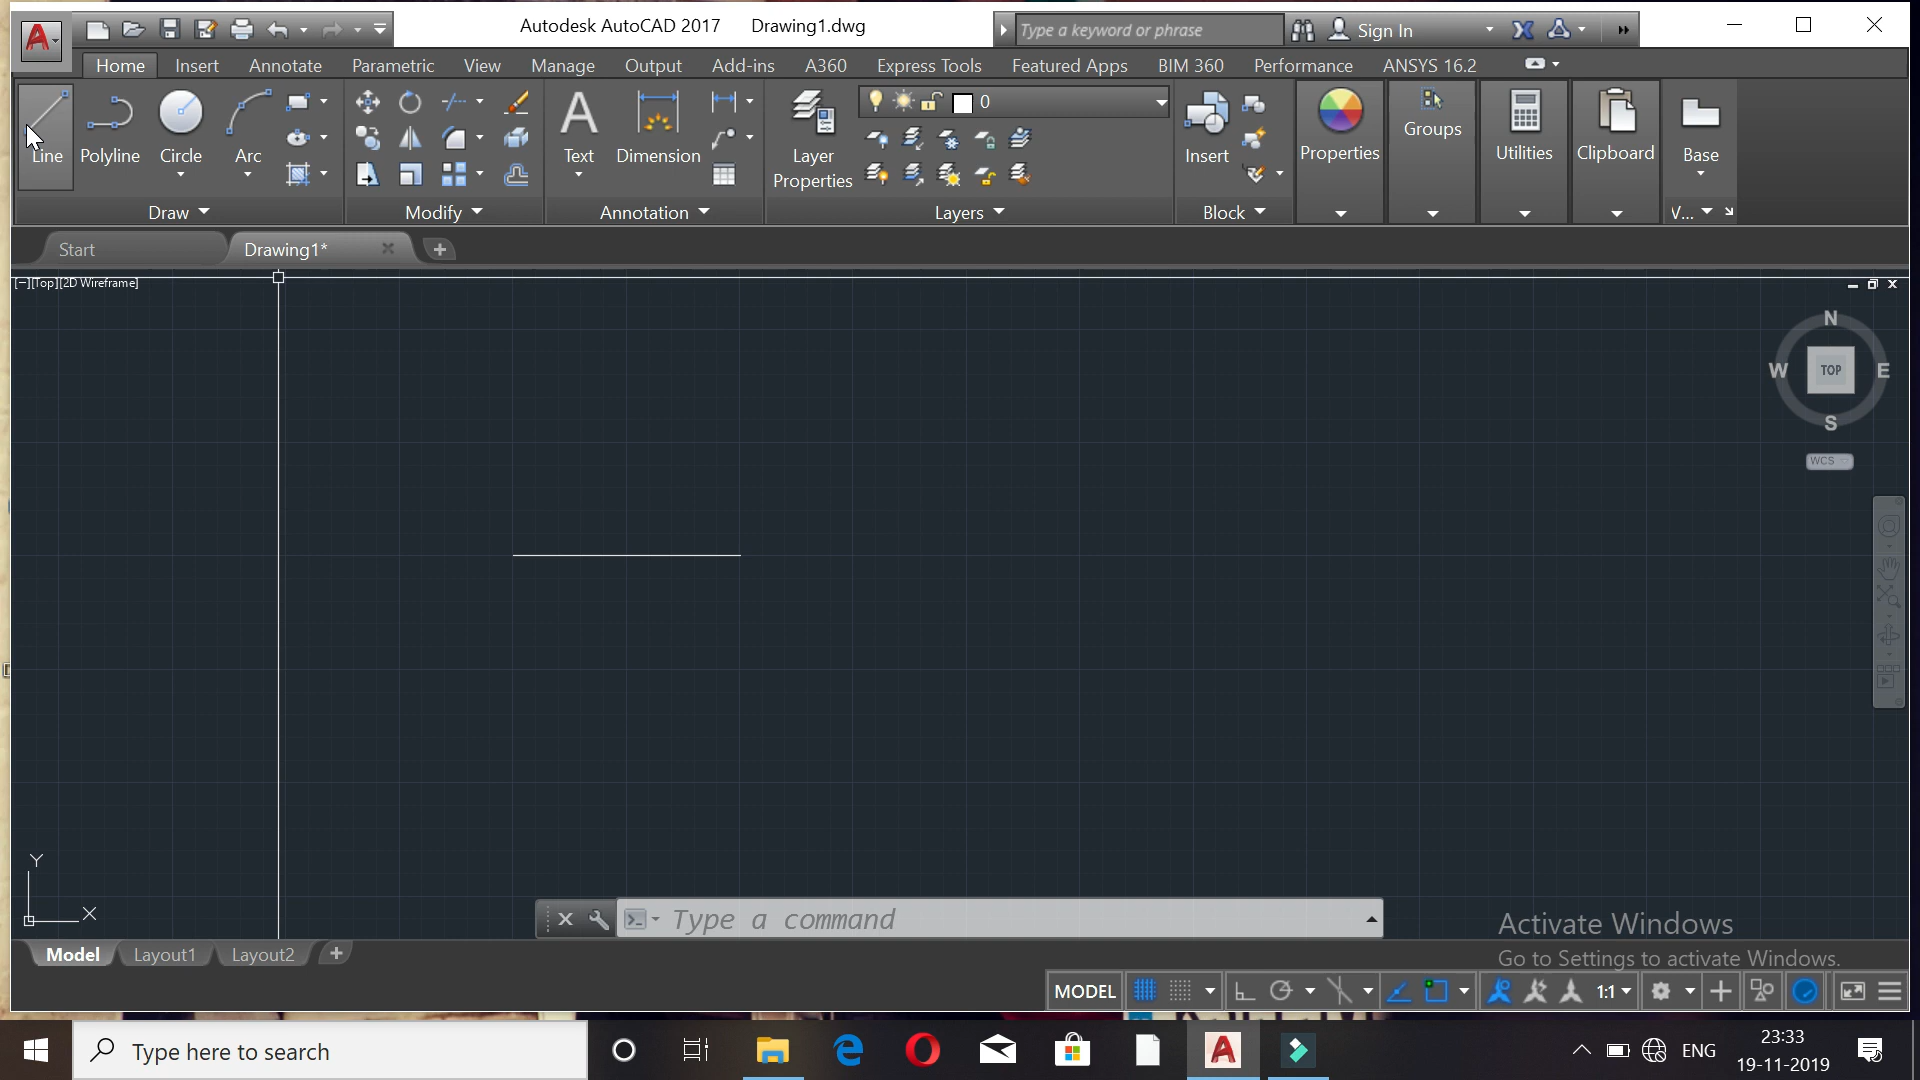 Autodesk AutoCAD 2017 Drawing1.dwg
Type a keyword or phrase
Sign In
Home Insert Annotate Parametric View Manage Output Add-ins A360 Express Tools Featured Apps BIM 360 Performance ANSYS 16.2
Line Polyline Circle Arc
Text Dimension
Layer Properties
0
Insert
Properties
Groups
Utilities
Clipboard
Base
Draw Modify Annotation Layers Block V...
Start Drawing1*
[−][Top][2D Wireframe]
N
W TOP E
S
WCS
Y
X
Type a command
Activate Windows
Go to Settings to activate Windows.
Model Layout1 Layout2
MODEL 1:1
Type here to search
ENG
23:33
19-11-2019